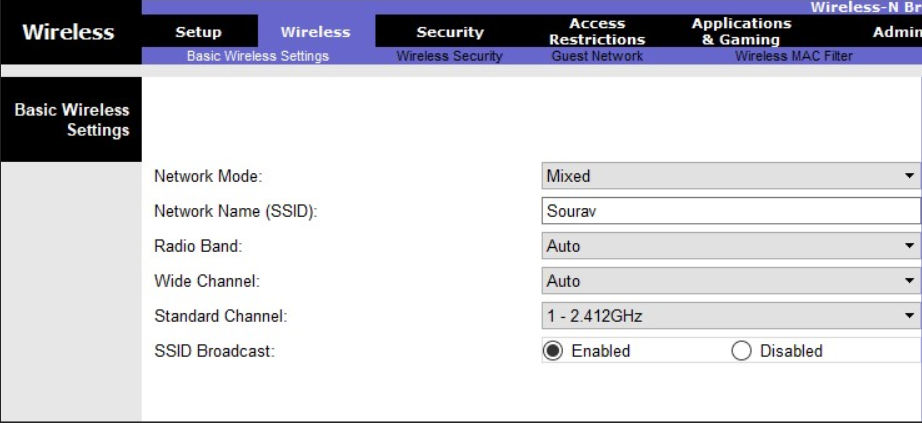 Wireless-N Br
Wireless
Setup
Wireless
Security
Access
Restrictions
Applications
& Gaming
Admin
Basic Wireless Settings
Wireless Security
Guest Network
Wireless MAC Filter
Basic Wireless
Settings
Network Mode: Mixed
Network Name (SSID): Sourav
Radio Band: Auto
Wide Channel: Auto
Standard Channel: 1 - 2.412GHz
SSID Broadcast: Enabled Disabled